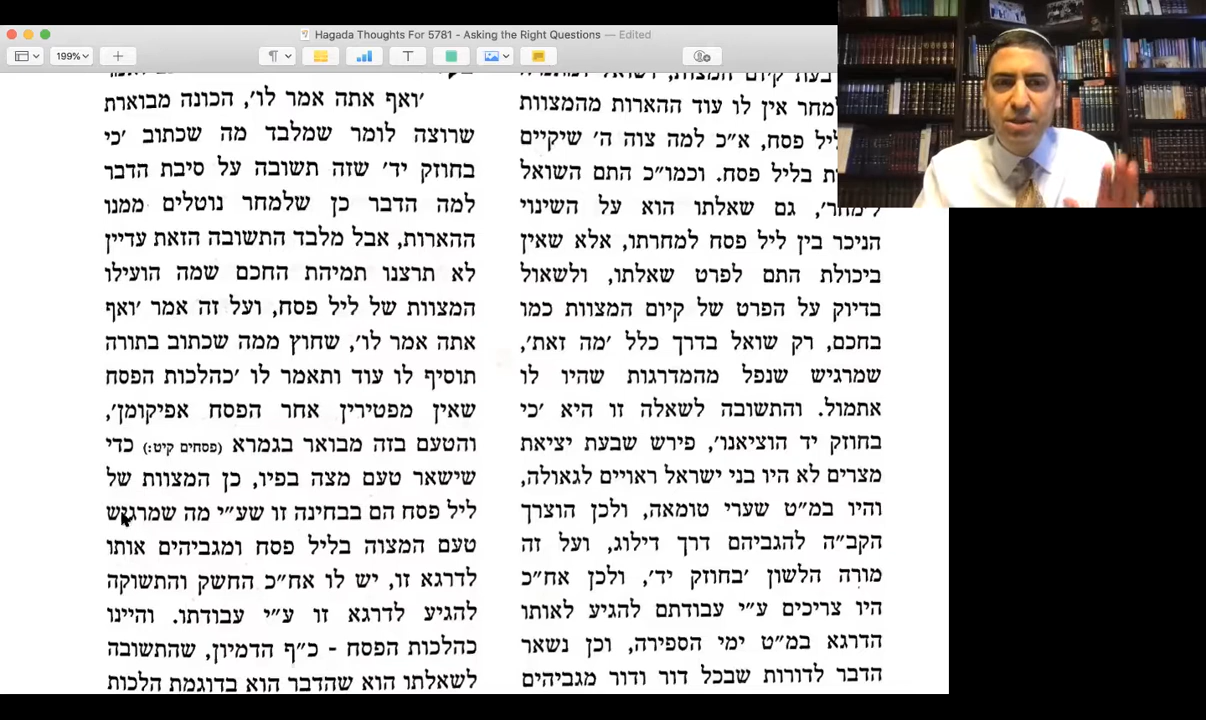 Hagada Thoughts For 5781 - Asking the Right Questions — Edited
199%
בעת קיום המצוות, ושואל
למחר אין לו עוד ההארות מהמצוות
ליל פסח, א״כ למה צוה ה׳ שיקיים
בליל פסח. וכמו״כ התם השואל
למחר׳, גם שאלתו הוא על השינוי
הניכר בין ליל פסח למחרתו, אלא שאין
ביכולת התם לפרט שאלתו, ולשאול
בדיוק על הפרט של קיום המצוות כמו
בחכם, רק שואל בדרך כלל ׳מה זאת׳,
שמרגיש שנפל מהמדרגות שהיו לו
אתמול. והתשובה לשאלה זו היא ׳כי
בחוזק יד הוציאנו׳, פירש שבעת יציאת
מצרים לא היו בני ישראל ראויים לגאולה,
והיו במ״ט שערי טומאה, ולכן הוצרך
הקב״ה להגביהם דרך דילוג, ועל זה
מורה הלשון ׳בחוזק יד׳, ולכן אח״כ
היו צריכים ע״י עבודתם להגיע לאותו
הדרגא במ״ט ימי הספירה, וכן נשאר
הדבר לדורות שבכל דור ודור מגביהים
׳ואף אתה אמר לו׳, הכונה מבוארת
שרוצה לומר שמלבד מה שכתוב ׳כי
בחוזק יד׳ שזה תשובה על סיבת הדבר
למה הדבר כן שלמחר נוטלים ממנו
ההארות, אבל מלבד התשובה הזאת עדיין
לא תרצנו תמיהת החכם שמה הועילו
המצוות של ליל פסח, ועל זה אמר ׳ואף
אתה אמר לו׳, שחוץ ממה שכתוב בתורה
תוסיף לו עוד ותאמר לו ׳כהלכות הפסח
שאין מפטירין אחר הפסח אפיקומן׳,
והטעם בזה מבואר בגמרא (פסחים קיט:) כדי
שישאר טעם מצה בפיו, כן המצוות של
ליל פסח הם בבחינה זו שע״י מה שמרגיש
טעם המצוה בליל פסח ומגביהים אותו
לדרגא זו, יש לו אח״כ החשק והתשוקה
להגיע לדרגא זו ע״י עבודתו. והיינו
כהלכות הפסח - כ״ף הדמיון, שהתשובה
לשאלתו הוא שהדבר הוא בדוגמת הלכות